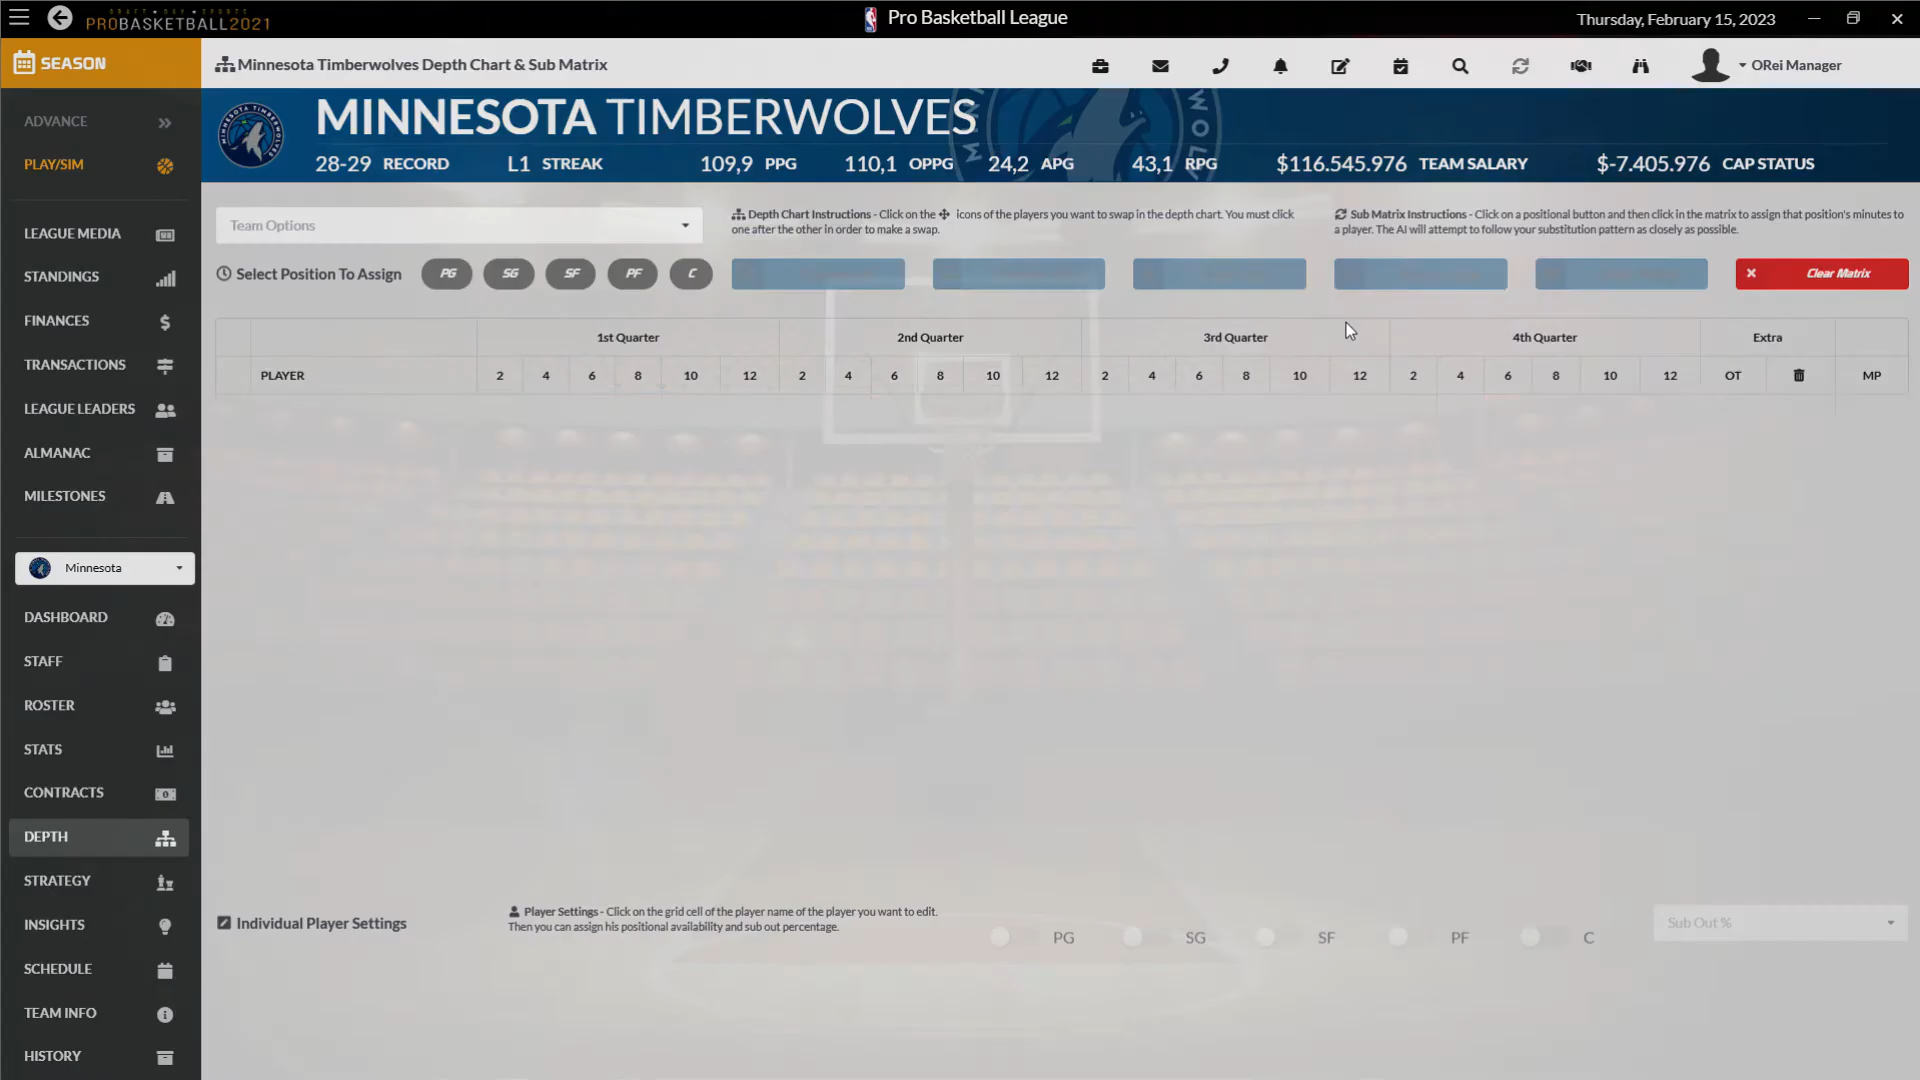 DRAFT DAY SPORTS
PROBASKETBALL2021
Pro Basketball League
Thursday, February 15, 2023
SEASON
Minnesota Timberwolves Depth Chart & Sub Matrix
ORei Manager
MINNESOTA TIMBERWOLVES
28-29 RECORD L1 STREAK 109,9 PPG 110,1 OPPG 24,2 APG 43,1 RPG $116.545.976 TEAM SALARY $-7.405.976 CAP STATUS
ADVANCE
PLAY/SIM
LEAGUE MEDIA
STANDINGS
FINANCES
TRANSACTIONS
LEAGUE LEADERS
ALMANAC
MILESTONES
Minnesota
DASHBOARD
STAFF
ROSTER
STATS
CONTRACTS
DEPTH
STRATEGY
INSIGHTS
SCHEDULE
TEAM INFO
HISTORY
Team Options
Depth Chart Instructions - Click on the icons of the players you want to swap in the depth chart. You must click
one after the other in order to make a swap.
Sub Matrix Instructions - Click on a positional button and then click in the matrix to assign that position's minutes to
a player. The AI will attempt to follow your substitution pattern as closely as possible.
Select Position To Assign PG SG SF PF C Clear Matrix
1st Quarter 2nd Quarter 3rd Quarter 4th Quarter Extra
PLAYER 2 4 6 8 10 12 2 4 6 8 10 12 2 4 6 8 10 12 2 4 6 8 10 12 OT MP
Individual Player Settings
Player Settings - Click on the grid cell of the player name of the player you want to edit.
Then you can assign his positional availability and sub out percentage.
PG SG SF PF C
Sub Out %